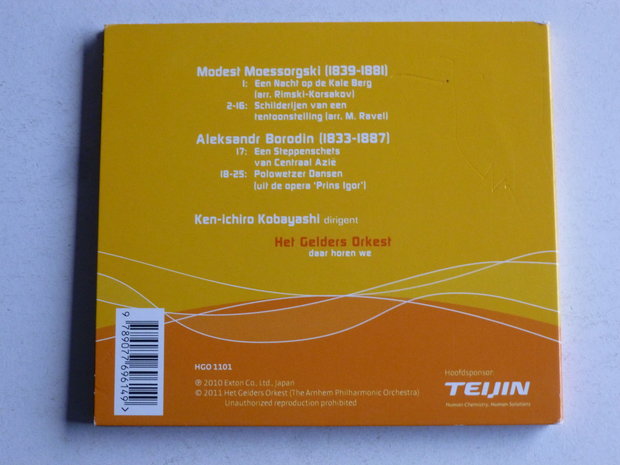 Modest Moessorgski (1839-1881)
1: Een Nacht op de Kale Berg
(arr. Rimski-Korsakov)
2-16: Schilderijen van een
tentoonstelling (arr. M. Ravel)
Aleksandr Borodin (1833-1887)
17: Een Steppenschets
van Centraal Azië
18-25: Polowetzer Dansen
(uit de opera 'Prins Igor')
Ken-Ichiro Kobayashi dirigent
Het Gelders Orkest
daar horen we
9 789077 696149 >
HGO 1101
℗ 2010 Exton Co., Ltd., Japan
© 2011 Het Gelders Orkest (The Arnhem Philharmonic Orchestra)
Unauthorized reproduction prohibited
Hoofdsponsor:
TEIJIN
Human Chemistry, Human Solutions